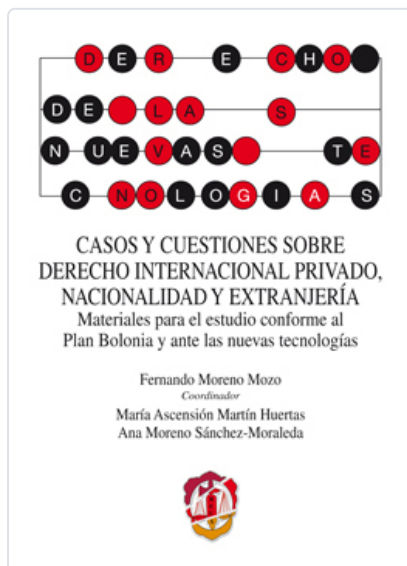 DERECHO
DE LAS
NUEVAS TE
CNOLOGIAS
CASOS Y CUESTIONES SOBRE
DERECHO INTERNACIONAL PRIVADO,
NACIONALIDAD Y EXTRANJERÍA
Materiales para el estudio conforme al
Plan Bolonia y ante las nuevas tecnologías
Fernando Moreno Mozo
Coordinador
María Ascensión Martín Huertas
Ana Moreno Sánchez-Moraleda